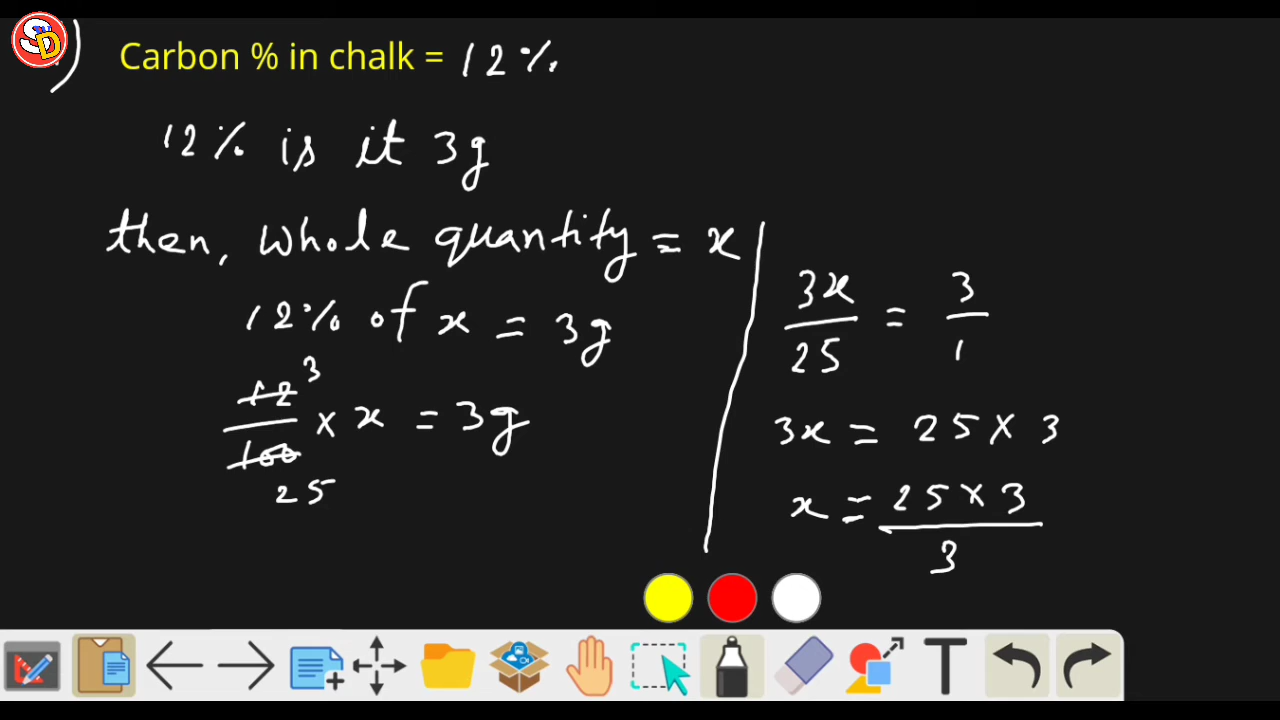 SD
) Carbon % in chalk = 12%
12% is it 3g
then, whole quantity = x
12% of x = 3g
12/100 × x = 3g
3
25
3x/25 = 3/1
3x = 25 × 3
x = 25 × 3 / 3
T